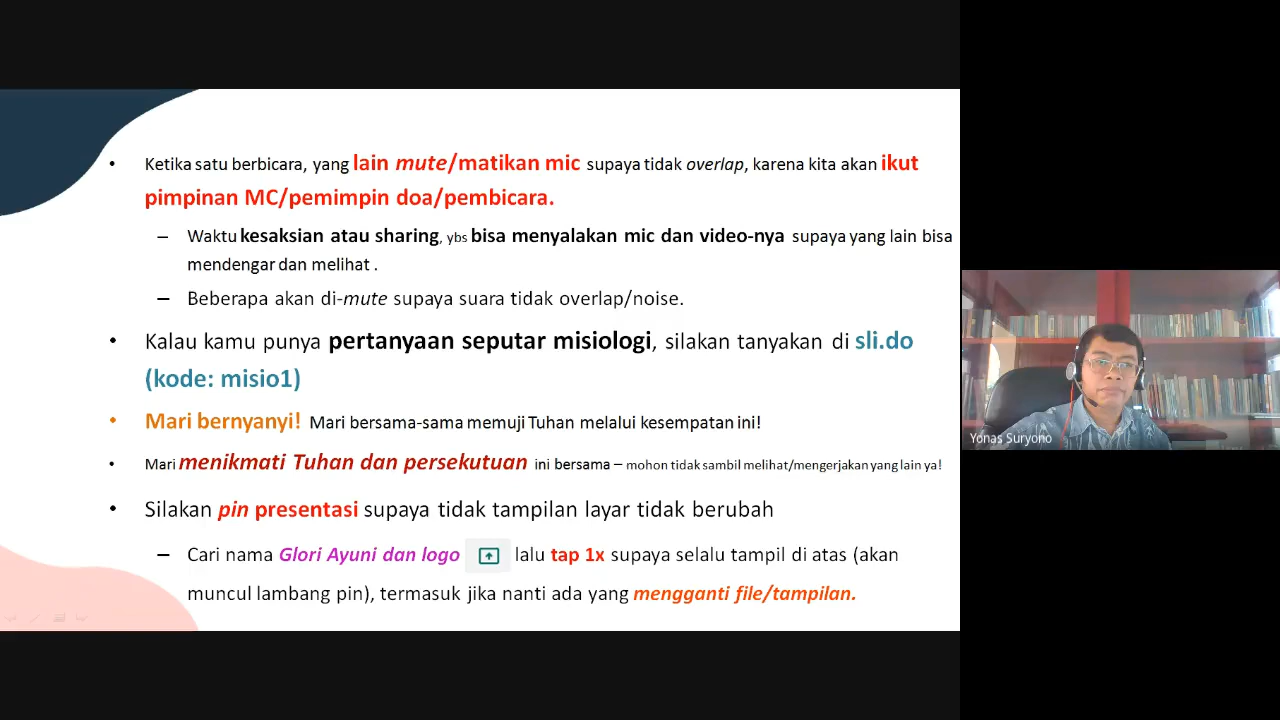 • Ketika satu berbicara, yang lain mute/matikan mic supaya tidak overlap, karena kita akan ikut
pimpinan MC/pemimpin doa/pembicara.
– Waktu kesaksian atau sharing, ybs bisa menyalakan mic dan video-nya supaya yang lain bisa
mendengar dan melihat .
– Beberapa akan di-mute supaya suara tidak overlap/noise.
• Kalau kamu punya pertanyaan seputar misiologi, silakan tanyakan di sli.do
(kode: misio1)
• Mari bernyanyi! Mari bersama-sama memuji Tuhan melalui kesempatan ini!
• Mari menikmati Tuhan dan persekutuan ini bersama – mohon tidak sambil melihat/mengerjakan yang lain ya!
• Silakan pin presentasi supaya tidak tampilan layar tidak berubah
– Cari nama Glori Ayuni dan logo lalu tap 1x supaya selalu tampil di atas (akan
muncul lambang pin), termasuk jika nanti ada yang mengganti file/tampilan.
Yonas Suryono